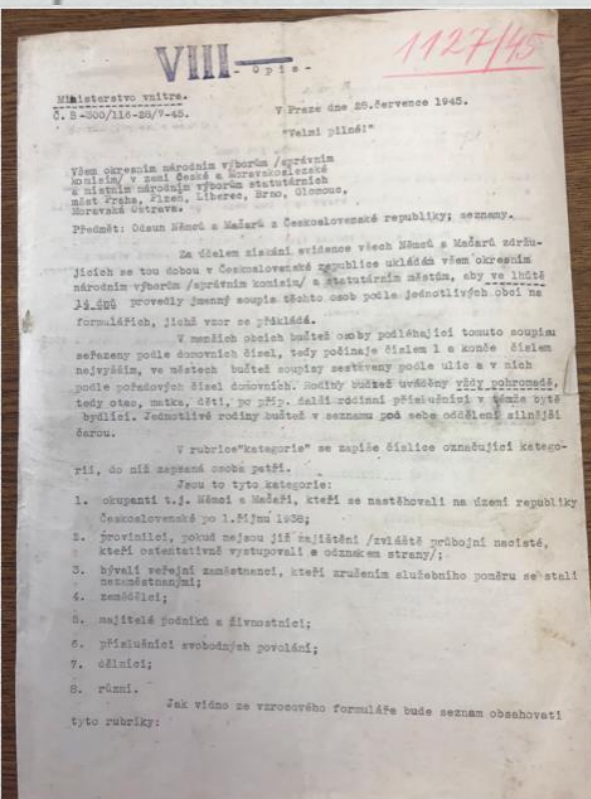 VIII
- Opis -
1127/45
Ministerstvo vnitra.
Č. B-300/116-28/V-45.
V Praze dne 26.července 1945.
"Velmi pilné!"
Všem okresním národním výborům /správním
komisím/ v zemi České a Moravskoslezské
a místním národním výborům statutárních
měst Praha, Plzeň, Liberec, Brno, Olomouc,
Moravská Ostrava.
Předmět: Odsun Němců a Maďarů z Československé republiky; seznamy.
Za účelem získání evidence všech Němců a Maďarů zdržu-
jících se tou dobou v Československé republice ukládám všem okresním
národním výborům /správním komisím/ a statutárním městům, aby ve lhůtě
14 dnů provedly jmenný soupis těchto osob podle jednotlivých obcí na
formulářích, jichž vzor se přikládá.
V menších obcích buďtež osoby podléhající tomuto soupisu
seřazeny podle domovních čísel, tedy počínaje číslem 1 a konče číslem
nejvyšším, ve městech buďtež soupisy sestaveny podle ulic a v nich
podle pořadových čísel domovních. Rodiny buďtež uváděny vždy pohromadě,
tedy otec, matka, děti, po příp. další rodinní příslušníci v témže bytě
bydlící. Jednotlivé rodiny buďtež v seznamu pod sebe odděleni silnější
čarou.
V rubrice"kategorie" se zapíše číslice označující katego-
rii, do níž zapsaná osoba patří.
Jsou to tyto kategorie:
1. okupanti t.j. Němci a Maďaři, kteří se nastěhovali na území republiky
Československé po 1.říjnu 1938;
2. provinilci, pokud nejsou již zajištění /zvláště průbojní nacisté,
kteří ostentativně vystupovali s odznakem strany/;
3. bývalí veřejní zaměstnanci, kteří zrušením služebního poměru se stali
nezaměstnanými;
4. zemědělci;
5. majitelé podniků a živnostníci;
6. příslušníci svobodných povolání;
7. dělníci;
8. různí.
Jak vidno ze vzorového formuláře bude seznam obsahovati
tyto rubriky: